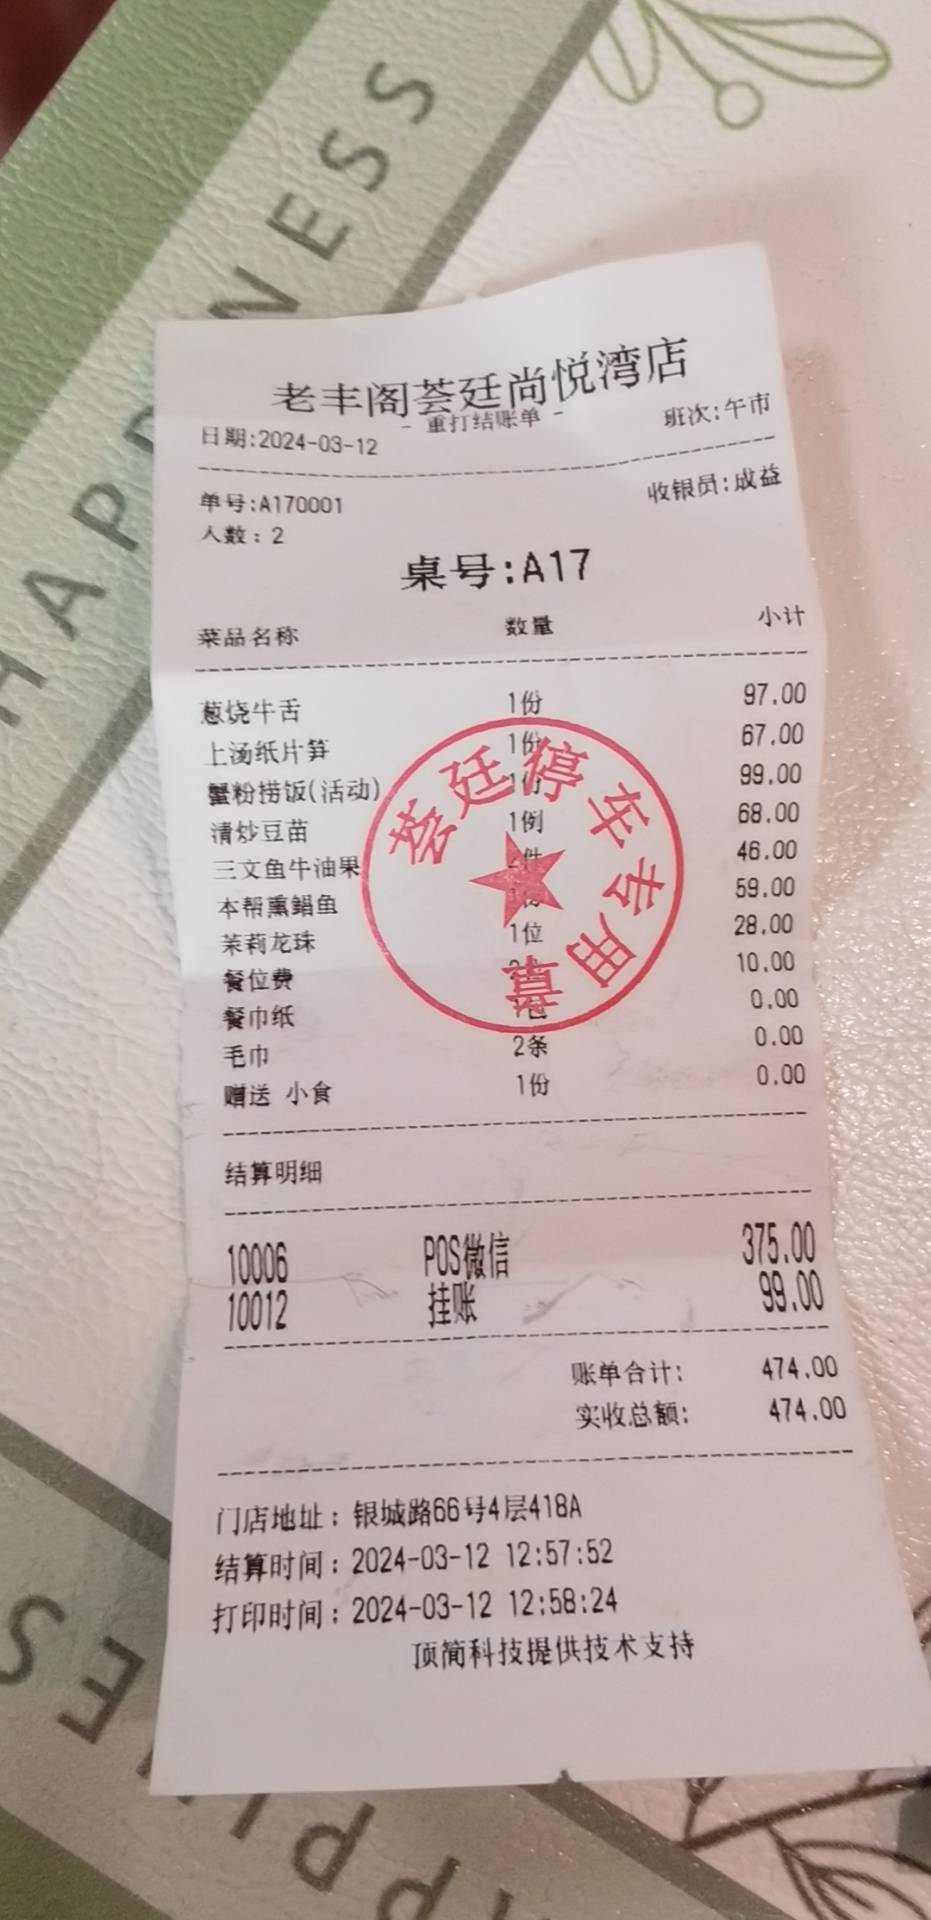 HAPPINESS
老丰阁荟廷尚悦湾店
- 重打结账单 -
日期:2024-03-12 班次:午市
单号:A170001 收银员:成益
人数：2
桌号:A17
菜品名称 数量 小计
葱烧牛舌 1份 97.00
上汤纸片笋 1份 67.00
蟹粉捞饭(活动) 1份 99.00
清炒豆苗 1例 68.00
三文鱼牛油果 46.00
本帮熏鲳鱼 1份 59.00
茉莉龙珠 1位 28.00
餐位费 10.00
餐巾纸 0.00
毛巾 2条 0.00
赠送 小食 1份 0.00
荟廷停车专用章
结算明细
10006 POS微信 375.00
10012 挂账 99.00
账单合计: 474.00
实收总额: 474.00
门店地址：银城路66号4层418A
结算时间：2024-03-12 12:57:52
打印时间：2024-03-12 12:58:24
顶简科技提供技术支持